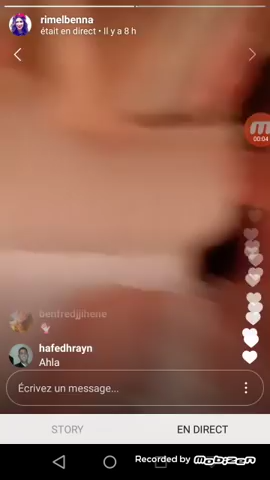 rimelbenna
était en direct • Il y a 8 h
00:04
benfredjjihene
hafedhrayn
Ahla
Écrivez un message...
STORY
EN DIRECT
Recorded by mobizen